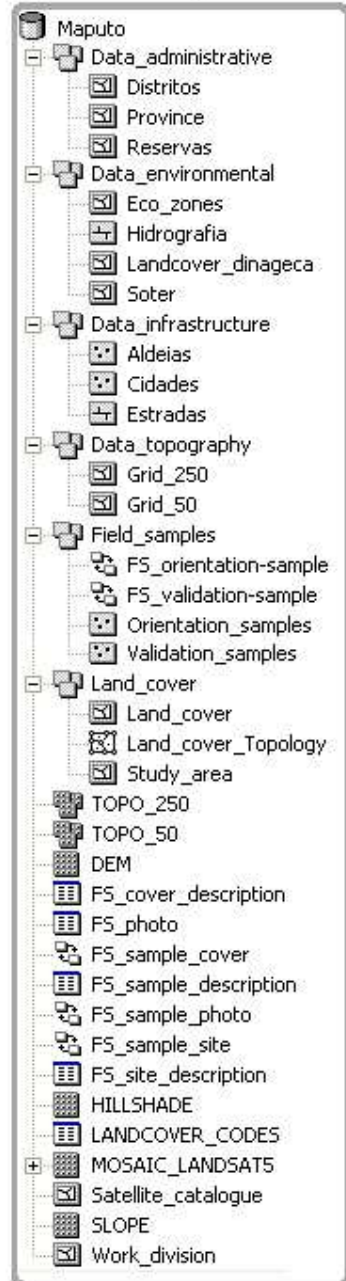 Maputo
Data_administrative
Distritos
Province
Reservas
Data_environmental
Eco_zones
Hidrografia
Landcover_dinageca
Soter
Data_infrastructure
Aldeias
Cidades
Estradas
Data_topography
Grid_250
Grid_50
Field_samples
FS_orientation-sample
FS_validation-sample
Orientation_samples
Validation_samples
Land_cover
Land_cover
Land_cover_Topology
Study_area
TOPO_250
TOPO_50
DEM
FS_cover_description
FS_photo
FS_sample_cover
FS_sample_description
FS_sample_photo
FS_sample_site
FS_site_description
HILLSHADE
LANDCOVER_CODES
MOSAIC_LANDSAT5
Satellite_catalogue
SLOPE
Work_division